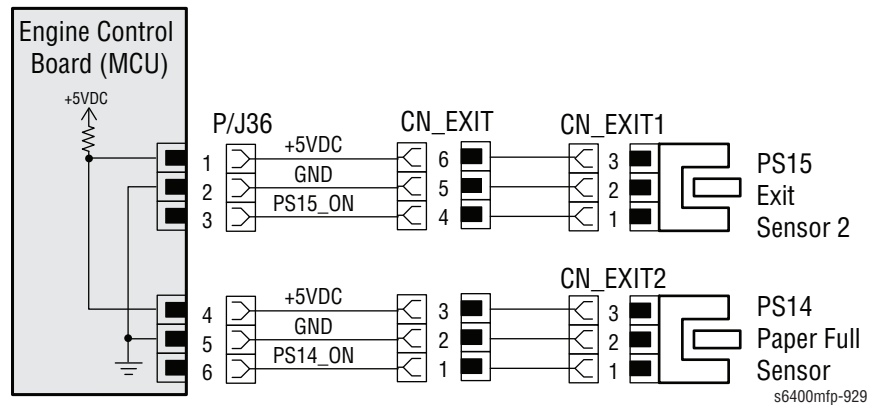 Engine Control
Board (MCU)
+5VDC
P/J36
CN_EXIT
CN_EXIT1
1
+5VDC
6
3
2
GND
5
2
3
PS15_ON
4
1
PS15
Exit
Sensor 2
CN_EXIT2
4
+5VDC
3
3
5
GND
2
2
6
PS14_ON
1
1
PS14
Paper Full
Sensor
s6400mfp-929